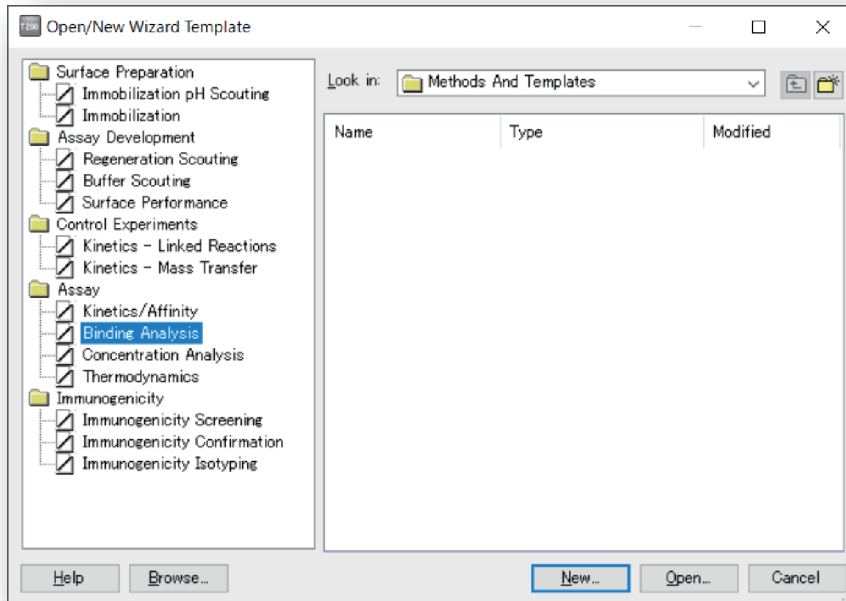 T200 Open/New Wizard Template
Surface Preparation
Immobilization pH Scouting
Immobilization
Assay Development
Regeneration Scouting
Buffer Scouting
Surface Performance
Control Experiments
Kinetics - Linked Reactions
Kinetics - Mass Transfer
Assay
Kinetics/Affinity
Binding Analysis
Concentration Analysis
Thermodynamics
Immunogenicity
Immunogenicity Screening
Immunogenicity Confirmation
Immunogenicity Isotyping
Look in: Methods And Templates
Name Type Modified
Help Browse... New... Open... Cancel